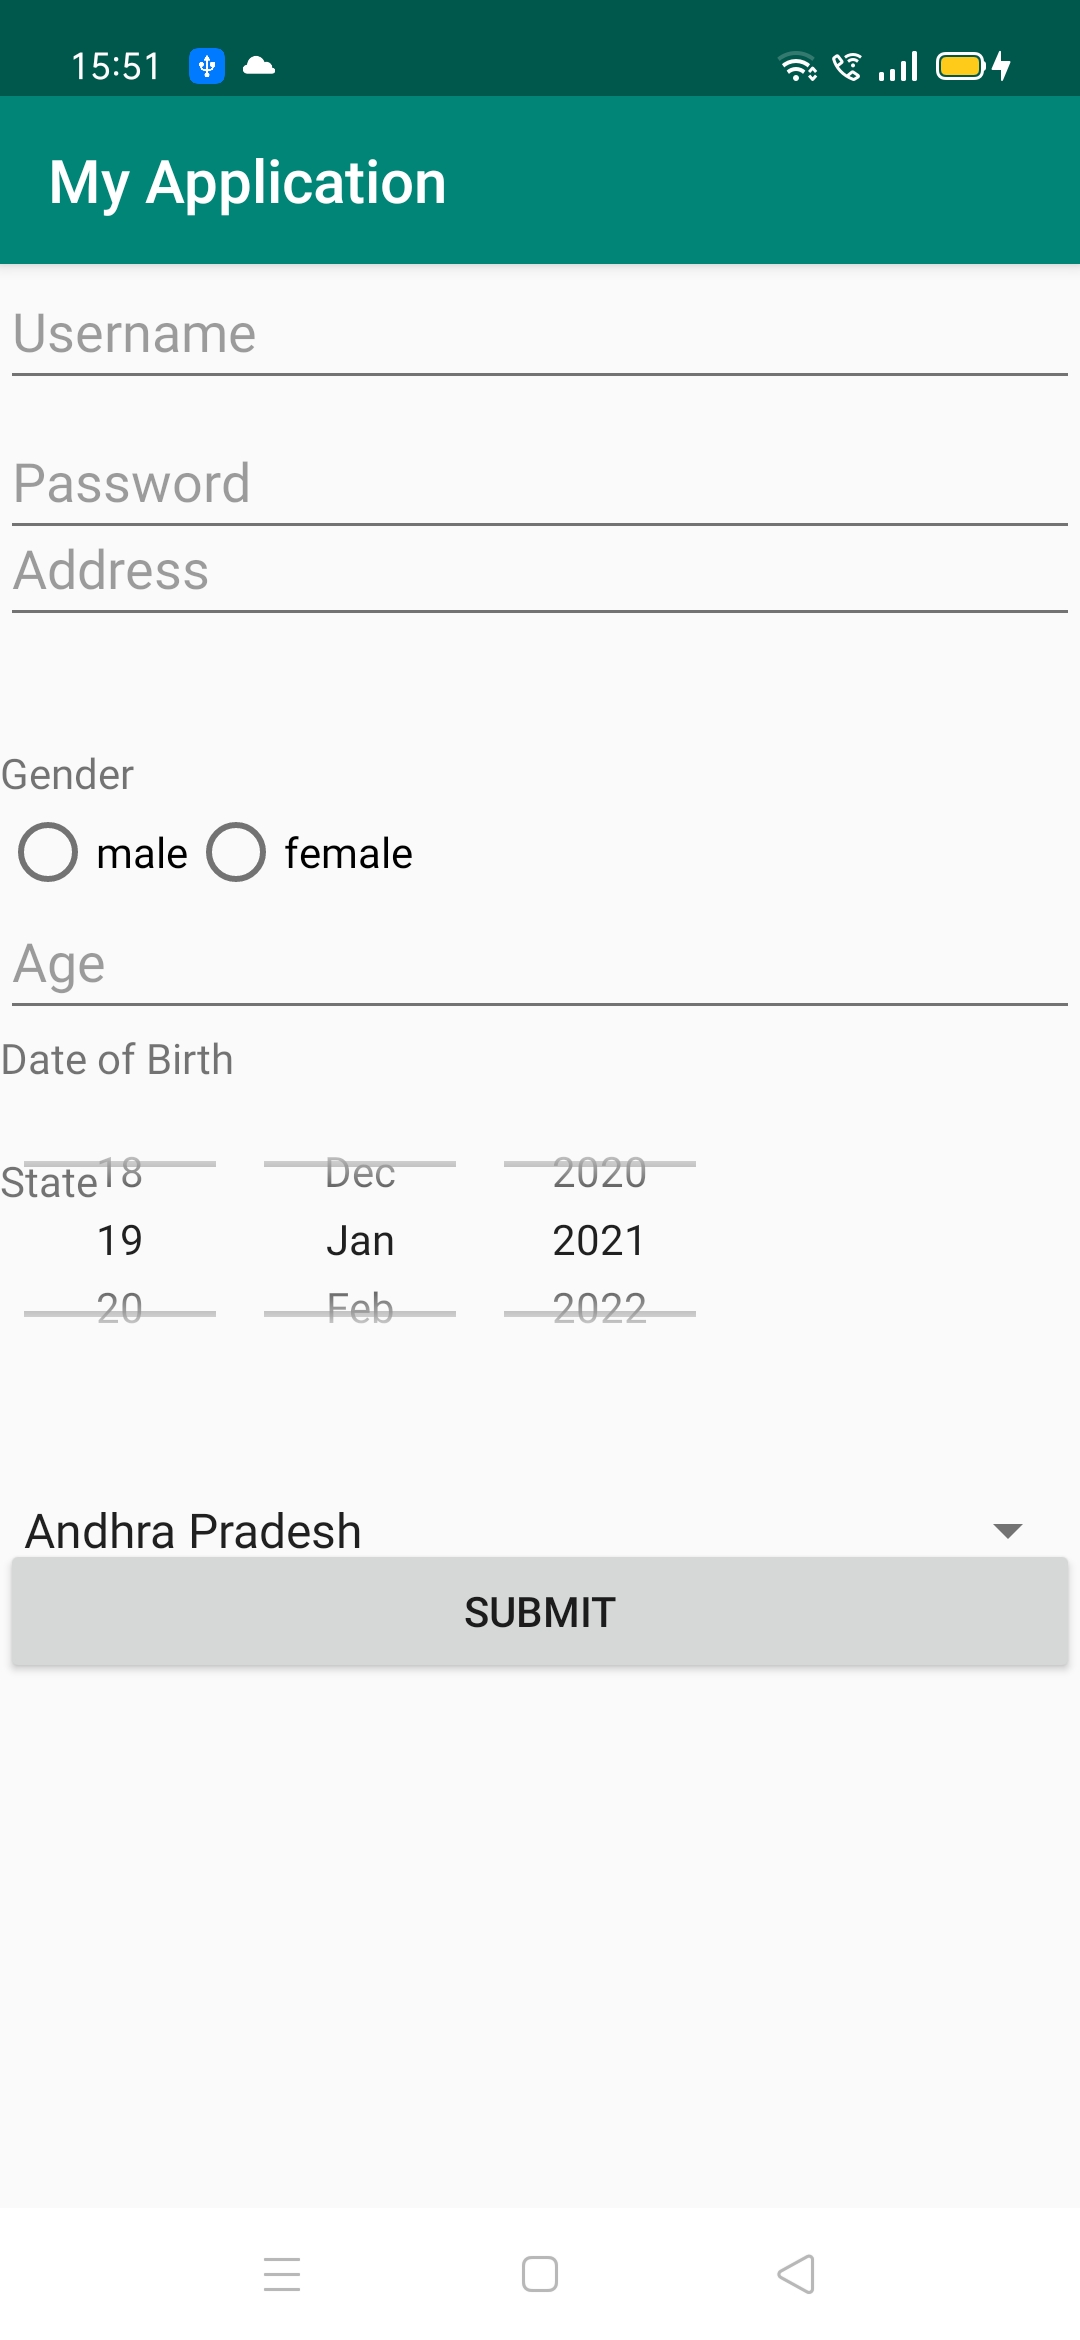 15:51
My Application
Username
Password
Address
Gender
male female
Age
Date of Birth
State 18 Dec 2020
19 Jan 2021
20 Feb 2022
Andhra Pradesh
SUBMIT